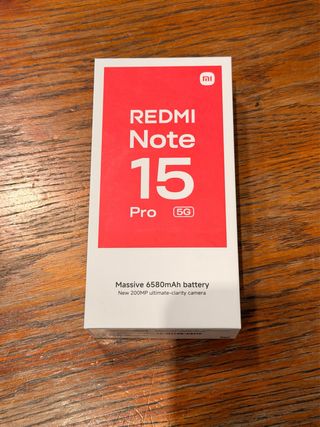 mi
REDMI
Note
15
Pro 5G
Massive 6580mAh battery
New 200MP ultimate-clarity camera